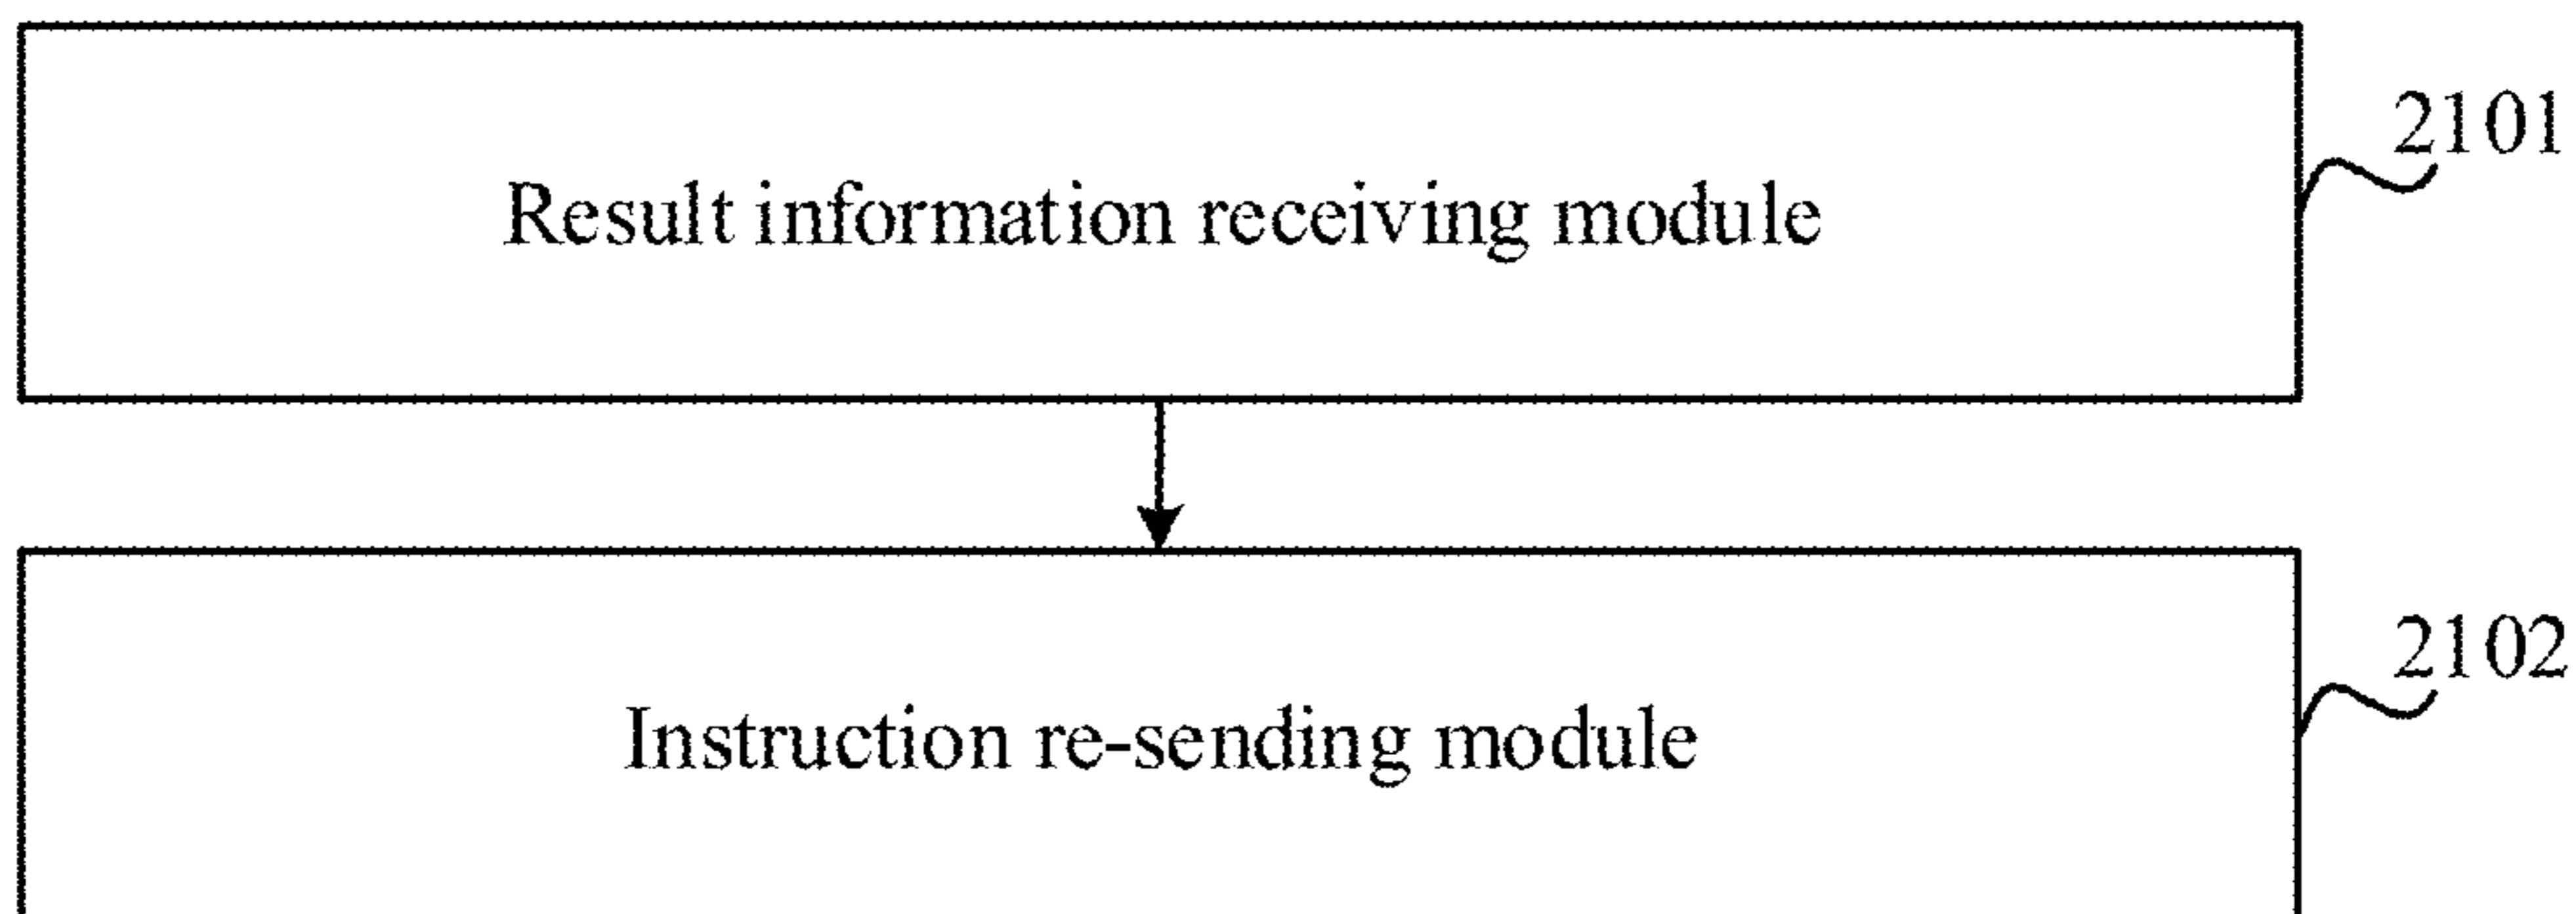 2101
Result information receiving module
2102
Instruction re-sending module